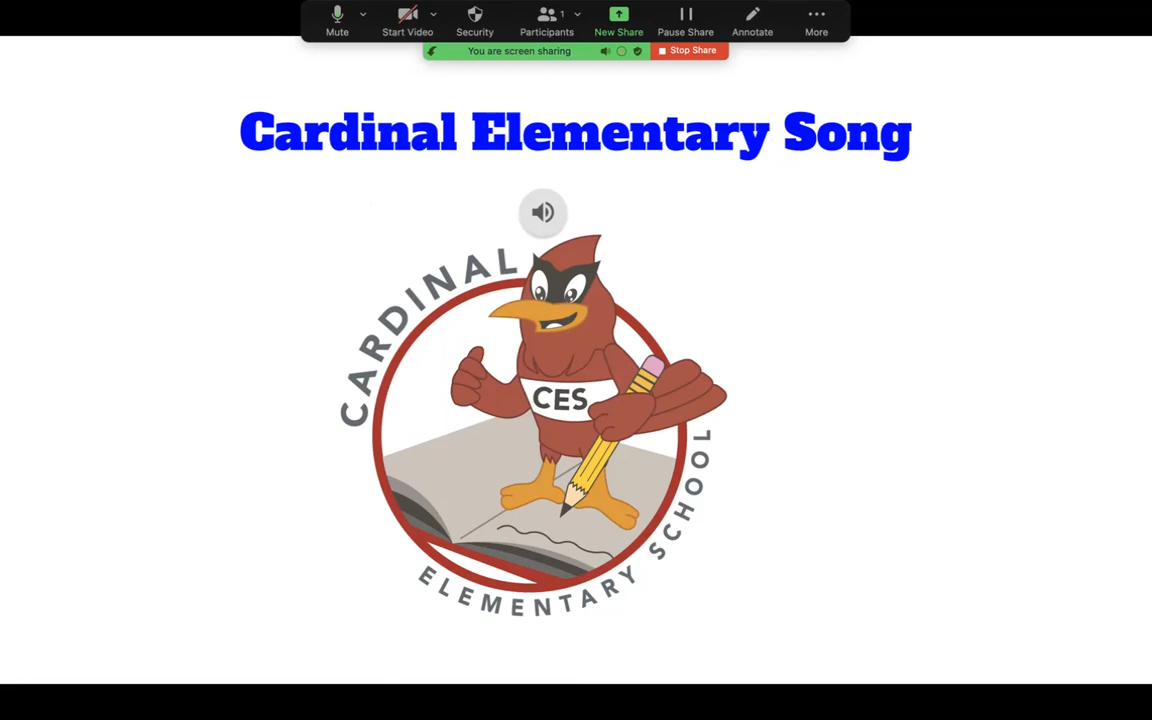 Mute
Start Video
Security
1
Participants
New Share
Pause Share
Annotate
More
You are screen sharing
Stop Share
Cardinal Elementary Song
CARDINAL
CES
ELEMENTARY SCHOOL